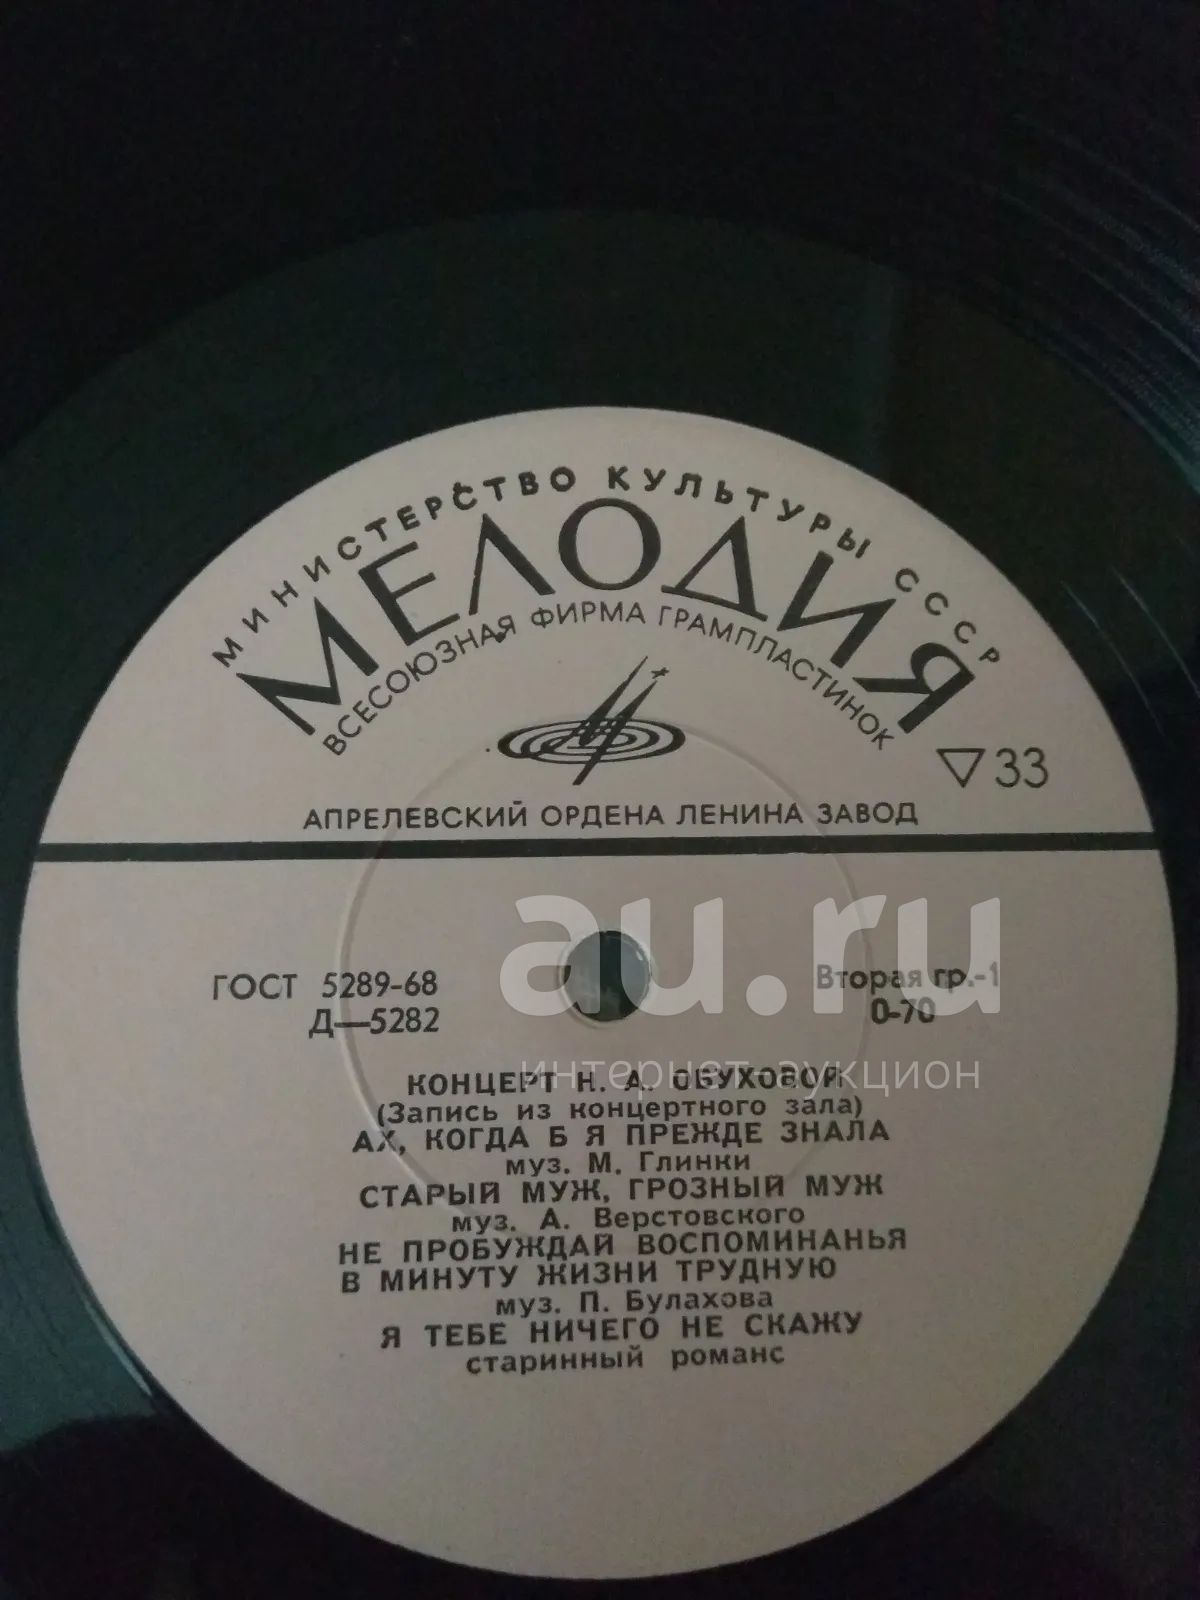 МИНИСТЕРСТВО КУЛЬТУРЫ СССР
МЕЛОДИЯ
ВСЕСОЮЗНАЯ ФИРМА ГРАМПЛАСТИНОК
33
АПРЕЛЕВСКИЙ ОРДЕНА ЛЕНИНА ЗАВОД
au.ru
интернет-аукцион
ГОСТ 5289-68
Вторая гр.-1
Д—5282
0-70
КОНЦЕРТ Н. А. ОБУХОВОЙ
(Запись из концертного зала)
АХ, КОГДА Б Я ПРЕЖДЕ ЗНАЛА
муз. М. Глинки
СТАРЫЙ МУЖ, ГРОЗНЫЙ МУЖ
муз. А. Верстовского
НЕ ПРОБУЖДАЙ ВОСПОМИНАНЬЯ
В МИНУТУ ЖИЗНИ ТРУДНУЮ
муз. П. Булахова
Я ТЕБЕ НИЧЕГО НЕ СКАЖУ
старинный романс